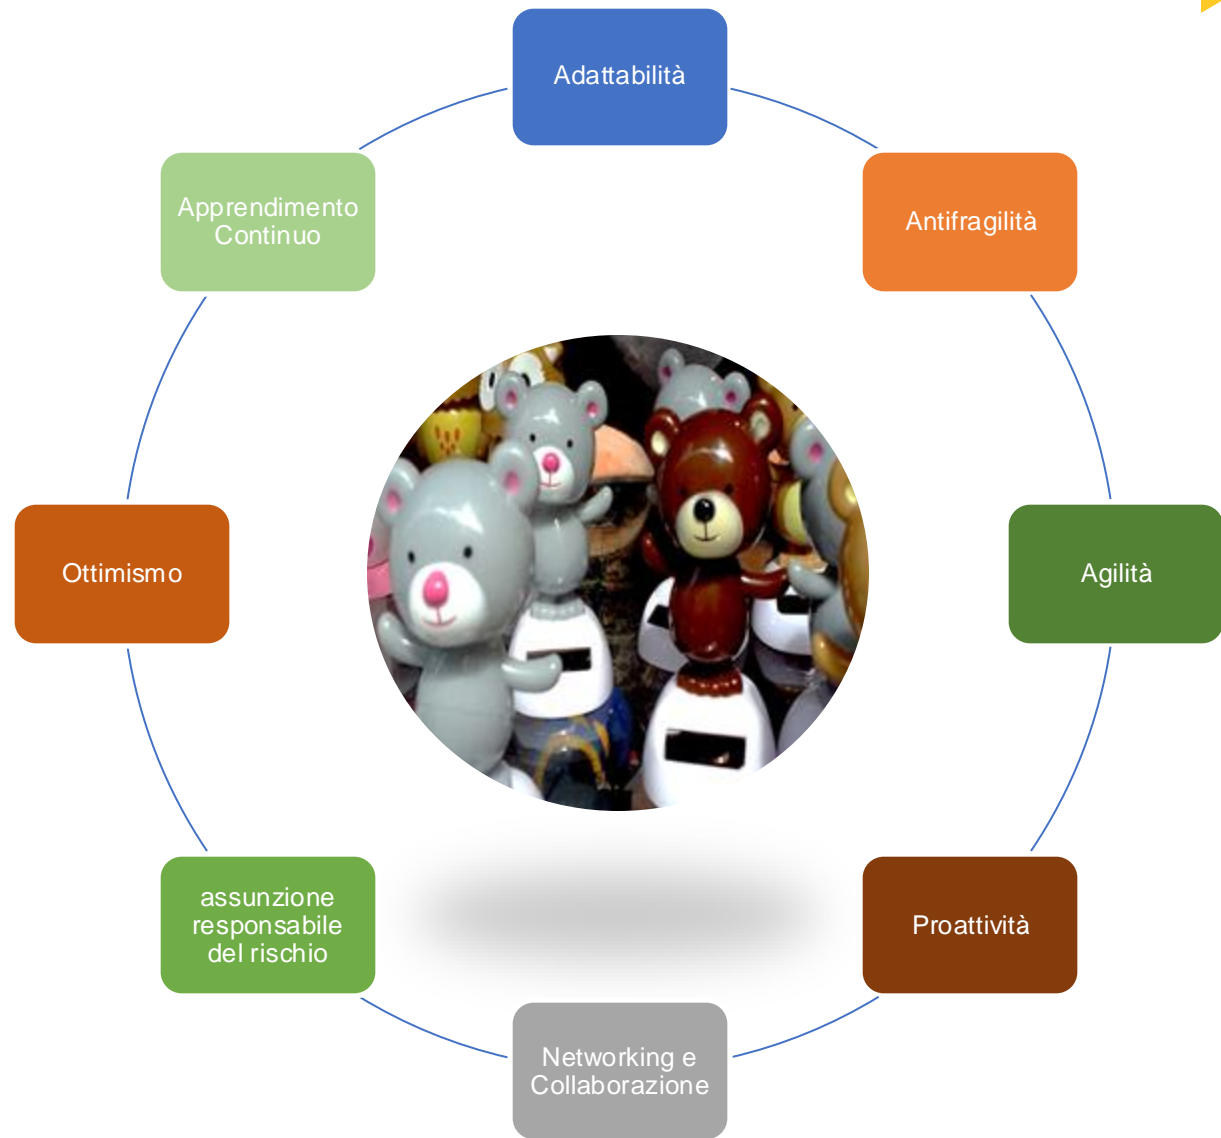 Adattabilità
Antifragilità
Agilità
Proattività
Networking e
Collaborazione
assunzione
responsabile
del rischio
Ottimismo
Apprendimento
Continuo